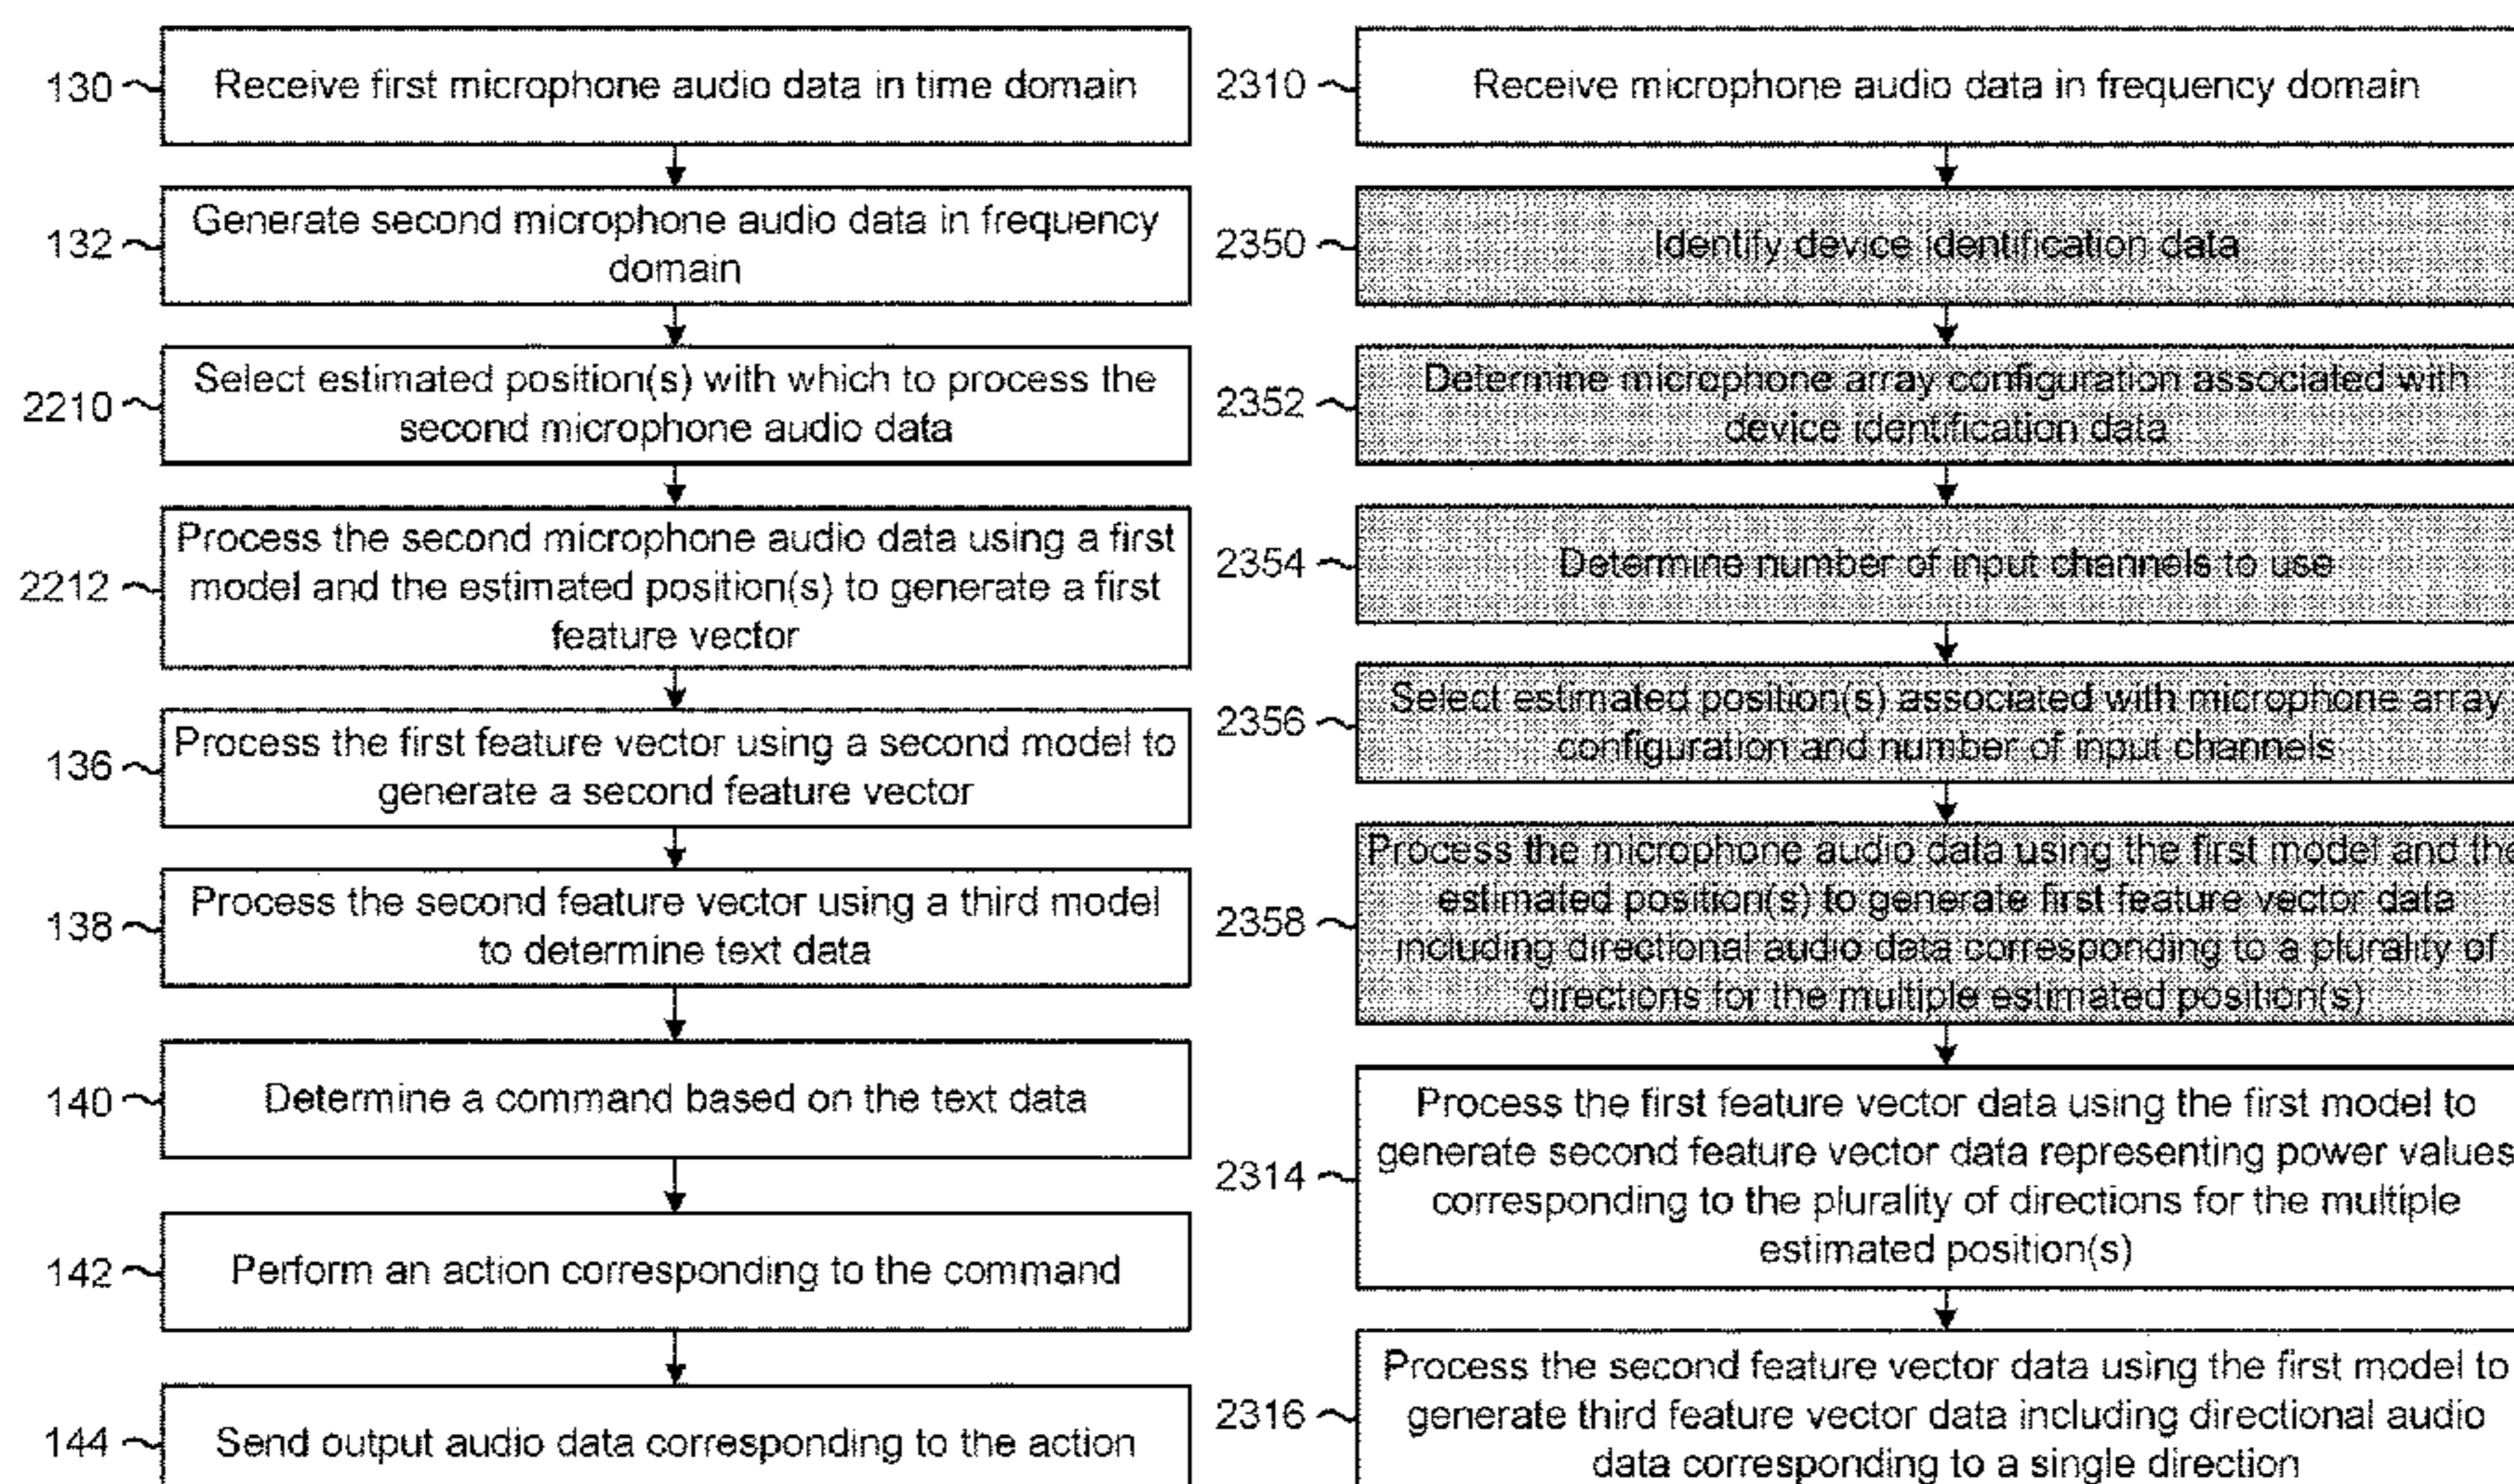 130
Receive first microphone audio data in time domain
132
Generate second microphone audio data in frequency
domain
2210
Select estimated position(s) with which to process the
second microphone audio data
2212
Process the second microphone audio data using a first
model and the estimated position(s) to generate a first
feature vector
136
Process the first feature vector using a second model to
generate a second feature vector
138
Process the second feature vector using a third model
to determine text data
140
Determine a command based on the text data
142
Perform an action corresponding to the command
144
Send output audio data corresponding to the action
2310
Receive microphone audio data in frequency domain
2350
Identify device identification data
2352
Determine microphone array configuration associated with
device identification data
2354
Determine number of input channels to use
2356
Select estimated position(s) associated with microphone array
configuration and number of input channels
2358
Process the microphone audio data using the first model and the
estimated position(s) to generate first feature vector data
including directional audio data corresponding to a plurality of
directions for the multiple estimated position(s)
2314
Process the first feature vector data using the first model to
generate second feature vector data representing power values
corresponding to the plurality of directions for the multiple
estimated position(s)
2316
Process the second feature vector data using the first model to
generate third feature vector data including directional audio
data corresponding to a single direction